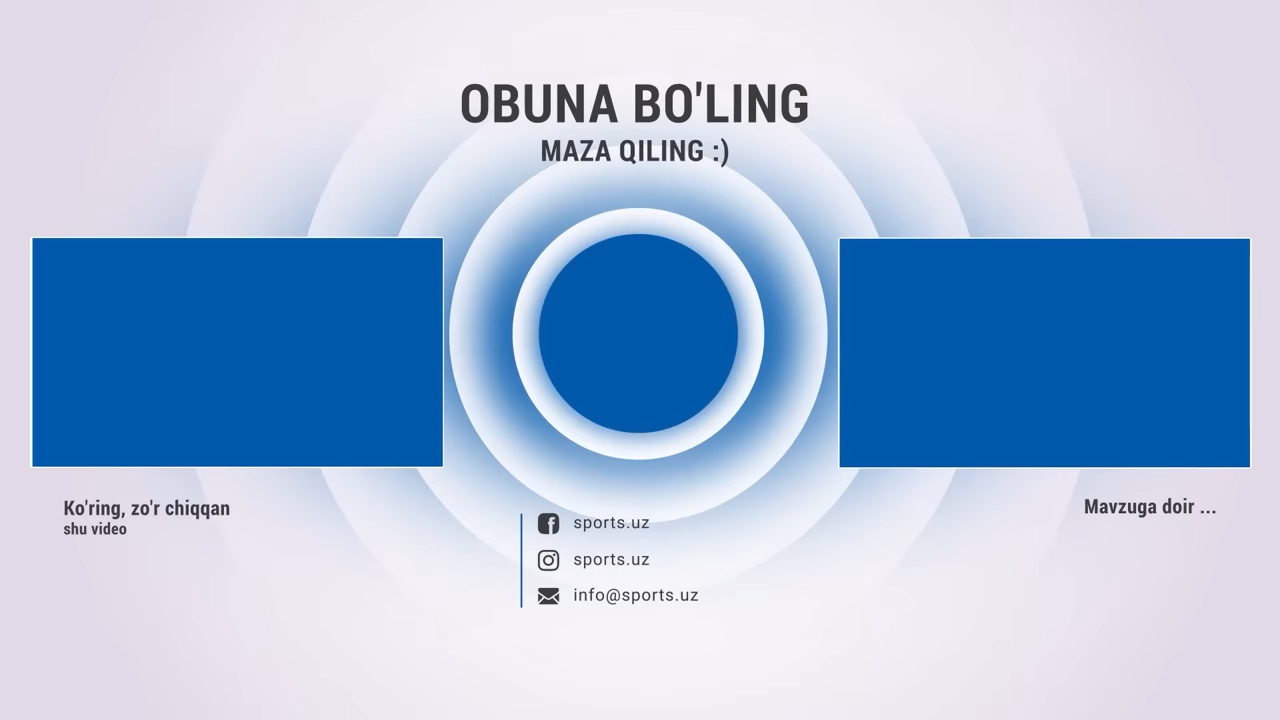 OBUNA BO'LING
MAZA QILING :)
Ko'ring, zo'r chiqqan
shu video
Mavzuga doir ...
sports.uz
sports.uz
info@sports.uz